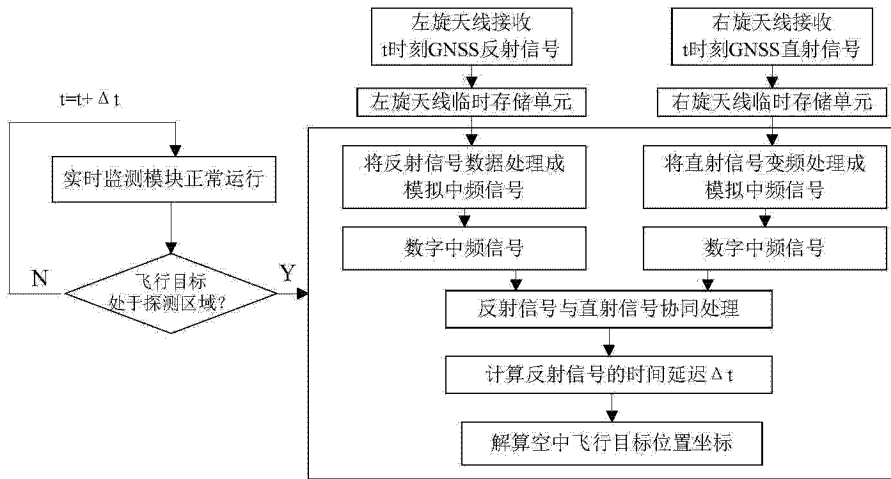 左旋天线接收
t时刻GNSS反射信号
右旋天线接收
t时刻GNSS直射信号
左旋天线临时存储单元
右旋天线临时存储单元
t=t+Δt
实时监测模块正常运行
N
飞行目标
处于探测区域?
Y
将反射信号数据处理成
模拟中频信号
将直射信号变频处理成
模拟中频信号
数字中频信号
数字中频信号
反射信号与直射信号协同处理
计算反射信号的时间延迟Δt
解算空中飞行目标位置坐标